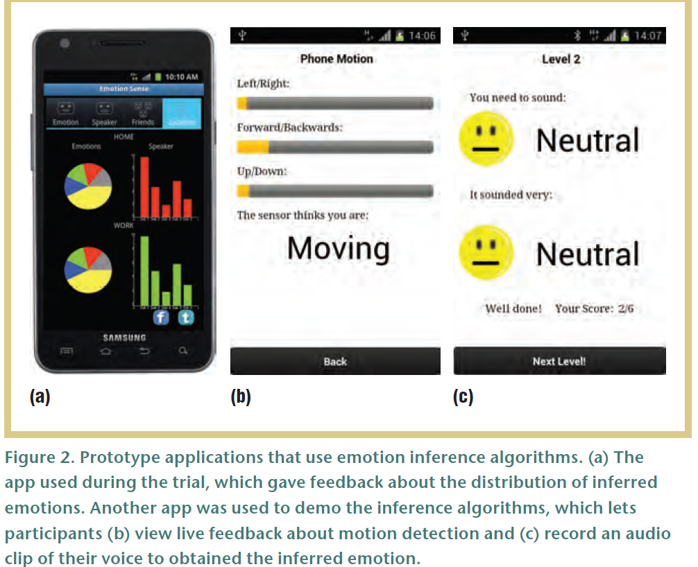 10:10 AM
Emotion Sense
Emotion Speaker Friends Location
HOME
Emotions Speaker
WORK
f t
SAMSUNG
14:06
Phone Motion
Left/Right:
Forward/Backwards:
Up/Down:
The sensor thinks you are:
Moving
Back
14:07
Level 2
You need to sound:
Neutral
It sounded very:
Neutral
Well done! Your Score: 2/6
Next Level!
(a) (b) (c)
Figure 2. Prototype applications that use emotion inference algorithms. (a) The
app used during the trial, which gave feedback about the distribution of inferred
emotions. Another app was used to demo the inference algorithms, which lets
participants (b) view live feedback about motion detection and (c) record an audio
clip of their voice to obtained the inferred emotion.